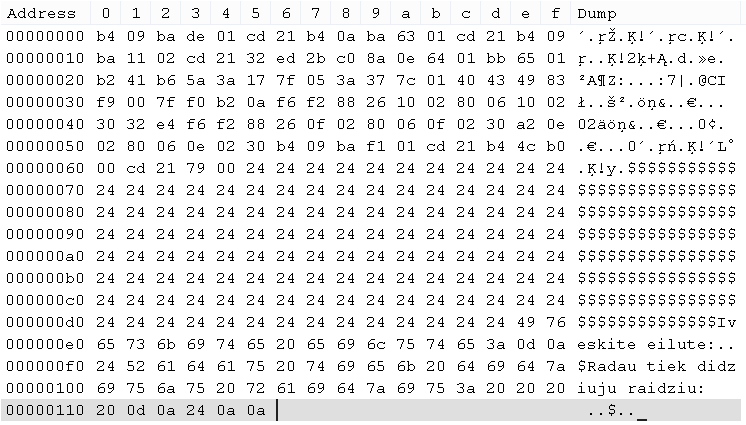 Address 0 1 2 3 4 5 6 7 8 9 a b c d e f Dump
00000000 b4 09 ba de 01 cd 21 b4 0a ba 63 01 cd 21 b4 09 ´.ŗŽ.Ķ!´.ŗc.Ķ!´.
00000010 ba 11 02 cd 21 32 ed 2b c0 8a 0e 64 01 bb 65 01 ŗ..Ķ!2ķ+Ą.d.»e.
00000020 b2 41 b6 5a 3a 17 7f 05 3a 37 7c 01 40 43 49 83 ²A¶Z:...:7|.@CI
00000030 f9 00 7f f0 b2 0a f6 f2 88 26 10 02 80 06 10 02 ł..š².öņ&..€...
00000040 30 32 e4 f6 f2 88 26 0f 02 80 06 0f 02 30 a2 0e 02äöņ&..€...0¢.
00000050 02 80 06 0e 02 30 b4 09 ba f1 01 cd 21 b4 4c b0 .€...0´.ŗń.Ķ!´L°
00000060 00 cd 21 79 00 24 24 24 24 24 24 24 24 24 24 24 .Ķ!y.$$$$$$$$$$$
00000070 24 24 24 24 24 24 24 24 24 24 24 24 24 24 24 24 $$$$$$$$$$$$$$$$
00000080 24 24 24 24 24 24 24 24 24 24 24 24 24 24 24 24 $$$$$$$$$$$$$$$$
00000090 24 24 24 24 24 24 24 24 24 24 24 24 24 24 24 24 $$$$$$$$$$$$$$$$
000000a0 24 24 24 24 24 24 24 24 24 24 24 24 24 24 24 24 $$$$$$$$$$$$$$$$
000000b0 24 24 24 24 24 24 24 24 24 24 24 24 24 24 24 24 $$$$$$$$$$$$$$$$
000000c0 24 24 24 24 24 24 24 24 24 24 24 24 24 24 24 24 $$$$$$$$$$$$$$$$
000000d0 24 24 24 24 24 24 24 24 24 24 24 24 24 24 49 76 $$$$$$$$$$$$$$Iv
000000e0 65 73 6b 69 74 65 20 65 69 6c 75 74 65 3a 0d 0a eskite eilute:..
000000f0 24 52 61 64 61 75 20 74 69 65 6b 20 64 69 64 7a $Radau tiek didz
00000100 69 75 6a 75 20 72 61 69 64 7a 69 75 3a 20 20 20 iuju raidziu:
00000110 20 0d 0a 24 0a 0a ..$..